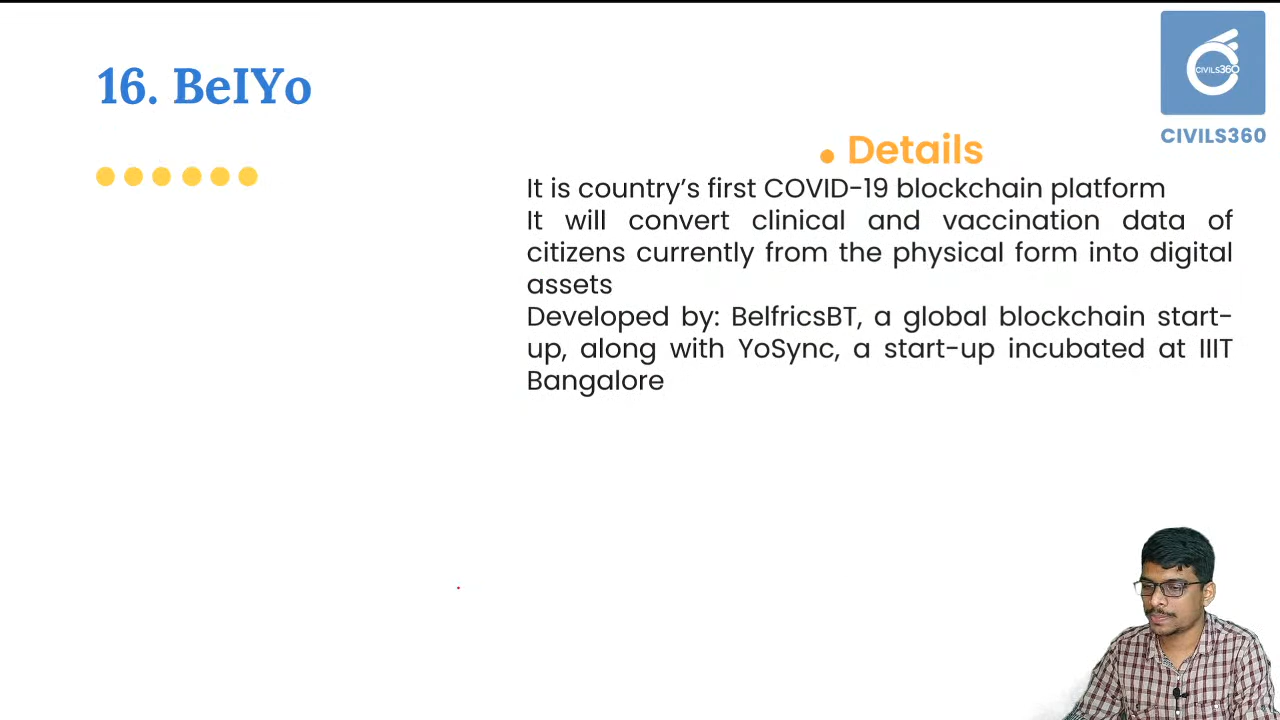 16. BeIYo
CIVILS360
CIVILS360
• Details
It is country's first COVID-19 blockchain platform
It will convert clinical and vaccination data of
citizens currently from the physical form into digital
assets
Developed by: BelfricsBT, a global blockchain start-
up, along with YoSync, a start-up incubated at IIIT
Bangalore